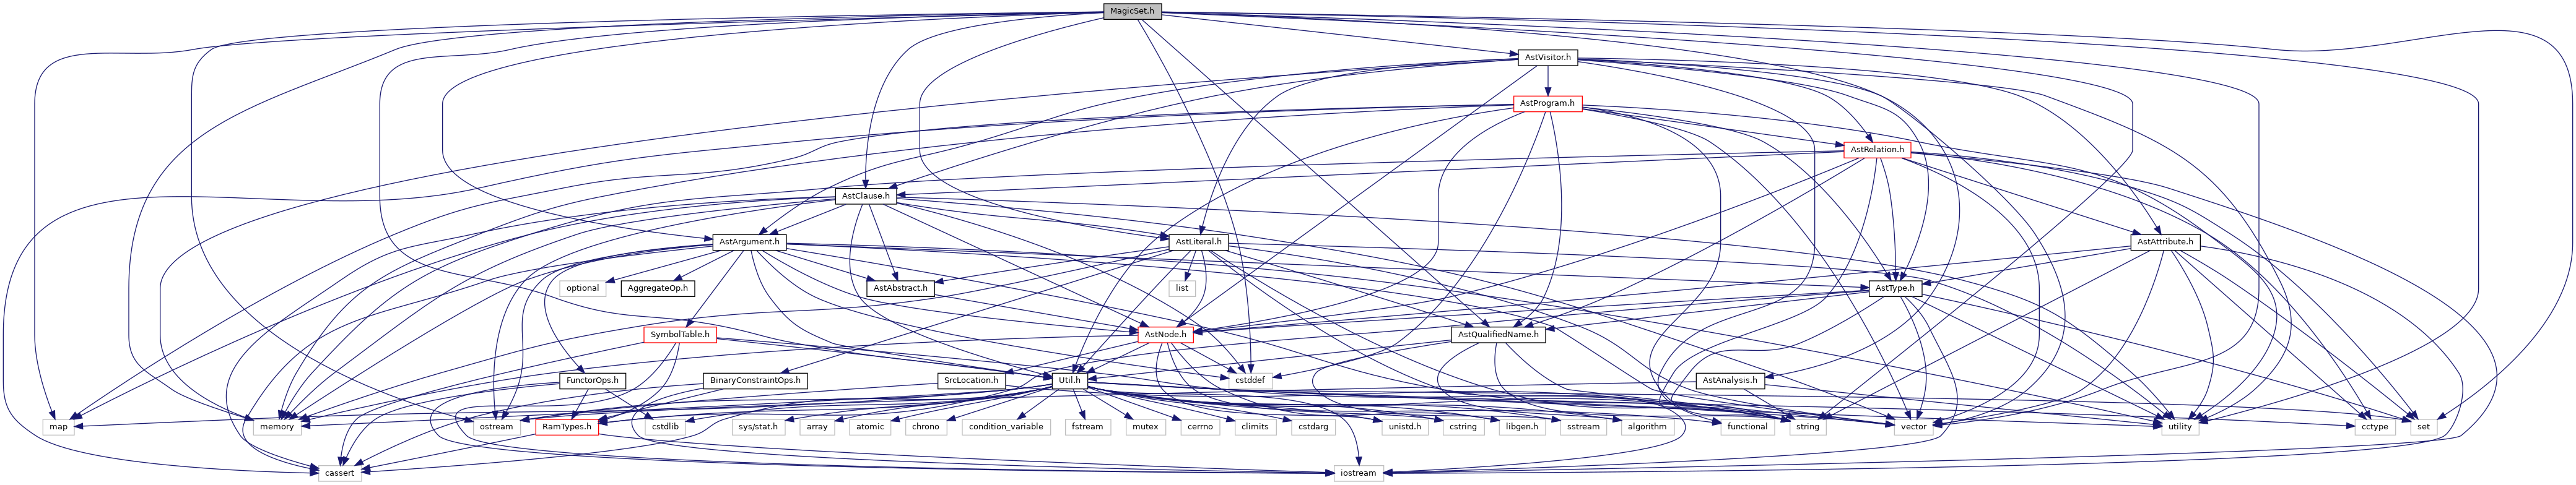 MagicSet.h
AstVisitor.h
AstProgram.h
AstRelation.h
AstClause.h
AstArgument.h
AstLiteral.h
AstAttribute.h
optional
AggregateOp.h
AstAbstract.h
list
AstType.h
SymbolTable.h
AstNode.h
AstQualifiedName.h
FunctorOps.h
BinaryConstraintOps.h
SrcLocation.h
Util.h
cstddef
AstAnalysis.h
map
memory
ostream
RamTypes.h
cstdlib
sys/stat.h
array
atomic
chrono
condition_variable
fstream
mutex
cerrno
climits
cstdarg
unistd.h
cstring
libgen.h
sstream
algorithm
functional
string
vector
utility
cctype
set
cassert
iostream